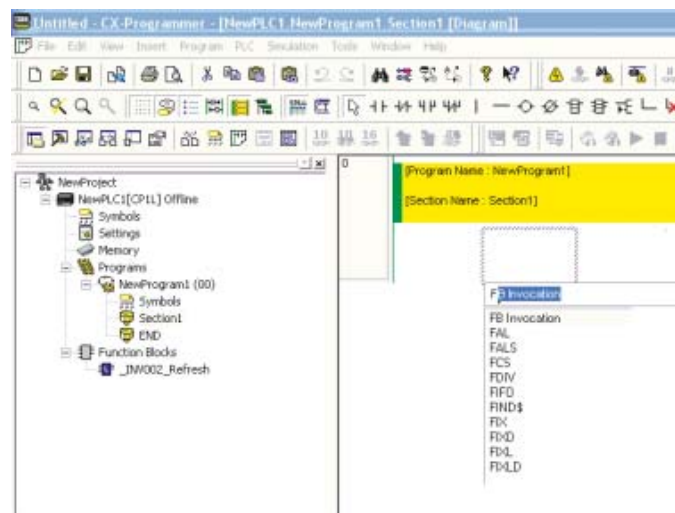 Untitled - CX-Programmer - [NewPLC1.NewProgram1.Section1 [Diagram]]
File Edit View Insert Program PLC Simulation Tools Window Help
0
[Program Name : NewProgram1]
[Section Name : Section1]
NewProject
NewPLC1[CP1L] Offline
Symbols
Settings
Memory
Programs
NewProgram1 (00)
Symbols
Section1
END
Function Blocks
_INV002_Refresh
FB Invocation
FB Invocation
FAL
FALS
FCS
FDIV
FIFO
FIND$
FIX
FIXD
FIXL
FIXLD